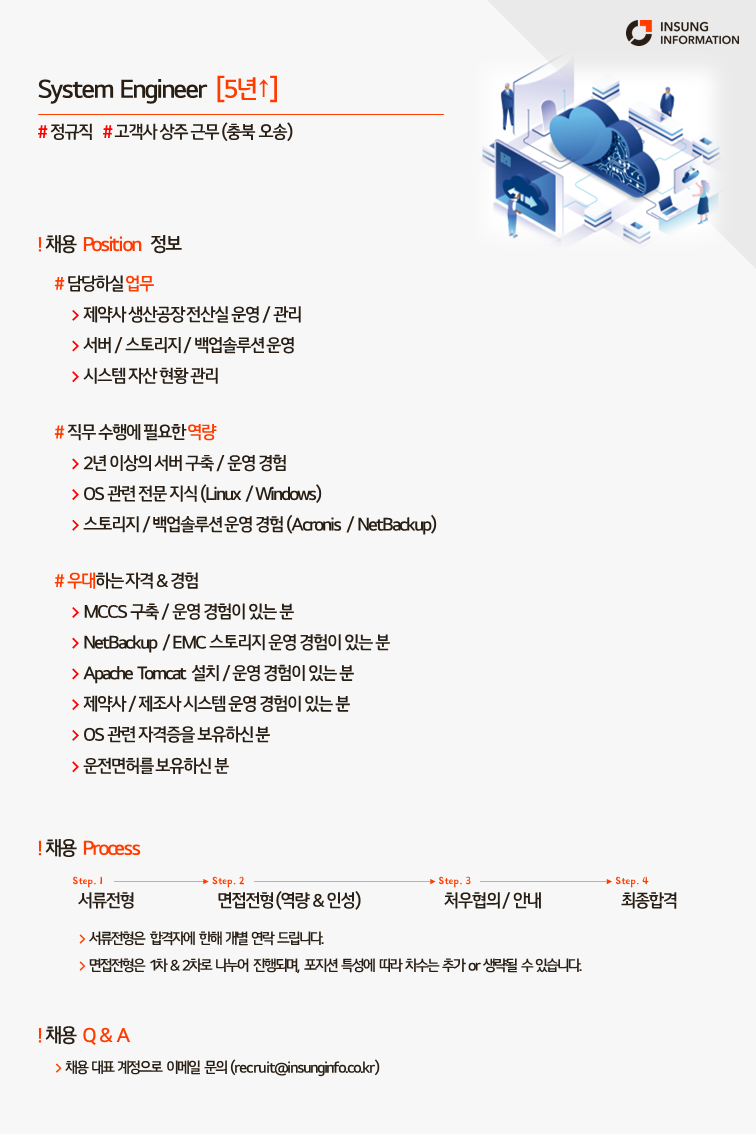 INSUNG
INFORMATION
System Engineer [5년↑]
# 정규직 # 고객사 상주 근무 (충북 오송)
! 채용 Position 정보
# 담당하실 업무
> 제약사 생산공장 전산실 운영 / 관리
> 서버 / 스토리지 / 백업솔루션 운영
> 시스템 자산 현황 관리
# 직무 수행에 필요한 역량
> 2년 이상의 서버 구축 / 운영 경험
> OS 관련 전문 지식 (Linux / Windows)
> 스토리지 / 백업솔루션 운영 경험 (Acronis / NetBackup)
# 우대하는 자격 & 경험
> MCCS 구축 / 운영 경험이 있는 분
> NetBackup / EMC 스토리지 운영 경험이 있는 분
> Apache Tomcat 설치 / 운영 경험이 있는 분
> 제약사 / 제조사 시스템 운영 경험이 있는 분
> OS 관련 자격증을 보유하신 분
> 운전면허를 보유하신 분
! 채용 Process
Step. 1 Step. 2 Step. 3 Step. 4
서류전형 면접전형 (역량 & 인성) 처우협의 / 안내 최종합격
> 서류전형은 합격자에 한해 개별 연락 드립니다.
> 면접전형은 1차 & 2차로 나누어 진행되며, 포지션 특성에 따라 차수는 추가 or 생략될 수 있습니다.
! 채용 Q & A
> 채용 대표 계정으로 이메일 문의 (recruit@insunginfo.co.kr)